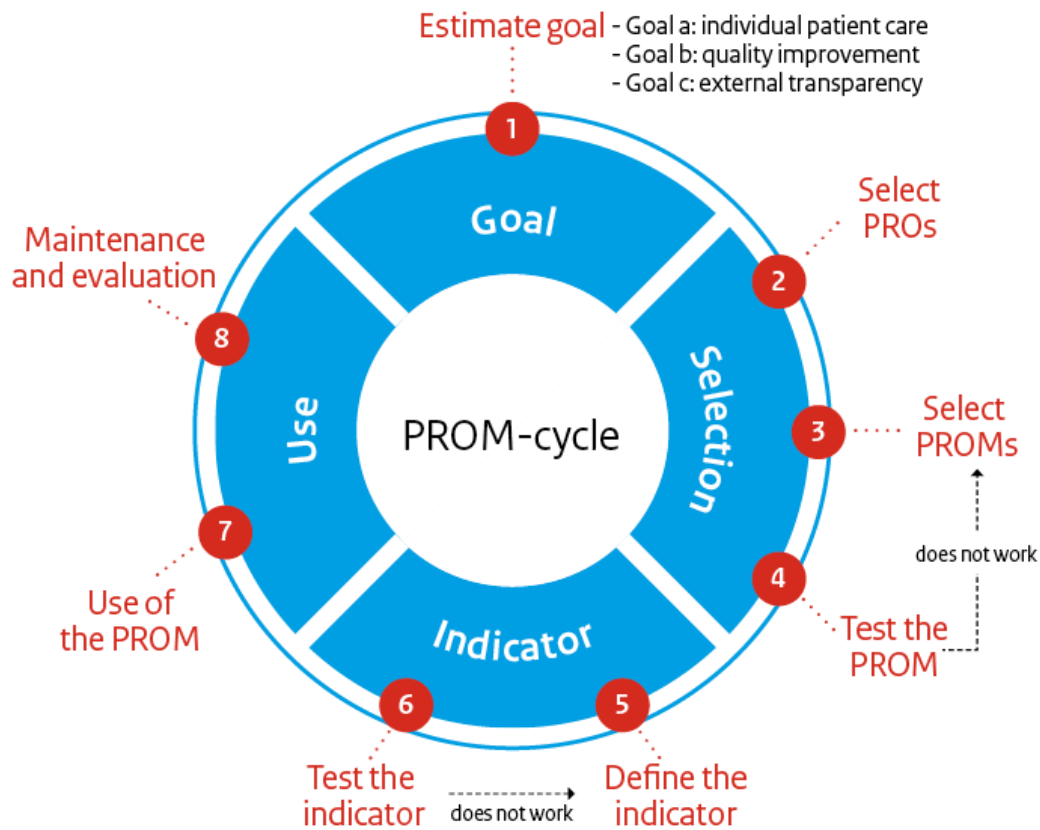 Estimate goal
- Goal a: individual patient care
- Goal b: quality improvement
- Goal c: external transparency
1
Goal
Select
PROs
2
Selection
3
Select
PROMs
does not work
4
Test the
PROM
PROM-cycle
Indicator
5
Define the
indicator
6
Test the
indicator
does not work
7
Use of
the PROM
Use
8
Maintenance
and evaluation